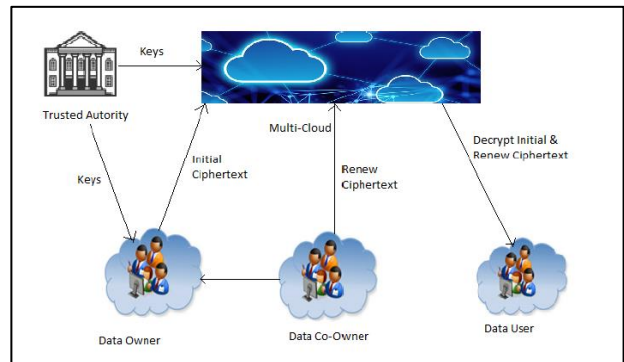 Keys
Trusted Autority
Multi-Cloud
Keys
Initial
Ciphertext
Renew
Ciphertext
Decrypt Initial &
Renew Ciphertext
Data Owner
Data Co-Owner
Data User